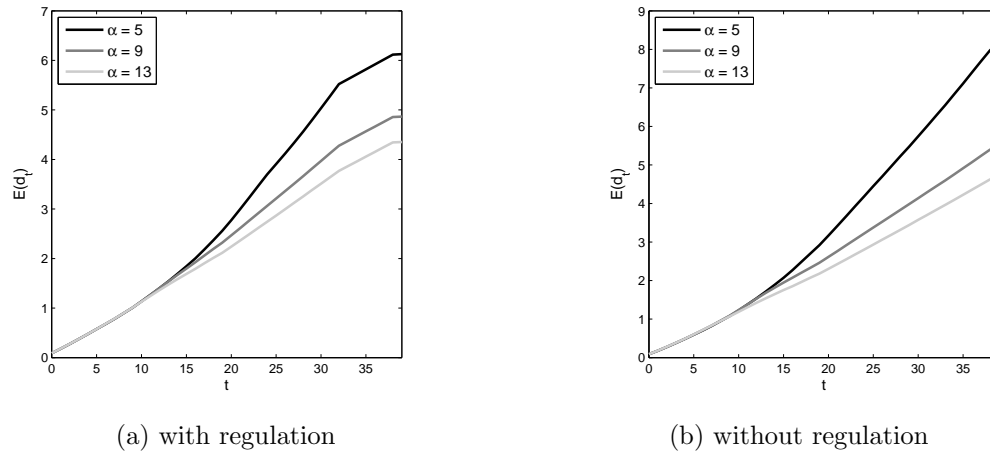 7
6
5
4
3
2
1
0
E(d_t)
α = 5
α = 9
α = 13
0 5 10 15 20 25 30 35
t
(a) with regulation
9
8
7
6
5
4
3
2
1
0
E(d_t)
α = 5
α = 9
α = 13
0 5 10 15 20 25 30 35
t
(b) without regulation